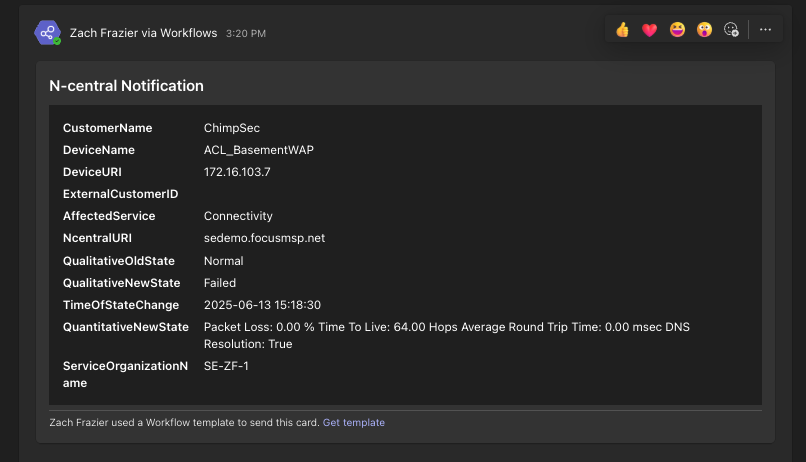 Zach Frazier via Workflows 3:20 PM
N-central Notification
CustomerName ChimpSec
DeviceName ACL_BasementWAP
DeviceURI 172.16.103.7
ExternalCustomerID
AffectedService Connectivity
NcentralURI sedemo.focusmsp.net
QualitativeOldState Normal
QualitativeNewState Failed
TimeOfStateChange 2025-06-13 15:18:30
QuantitativeNewState Packet Loss: 0.00 % Time To Live: 64.00 Hops Average Round Trip Time: 0.00 msec DNS
Resolution: True
ServiceOrganizationN SE-ZF-1
ame
Zach Frazier used a Workflow template to send this card. Get template